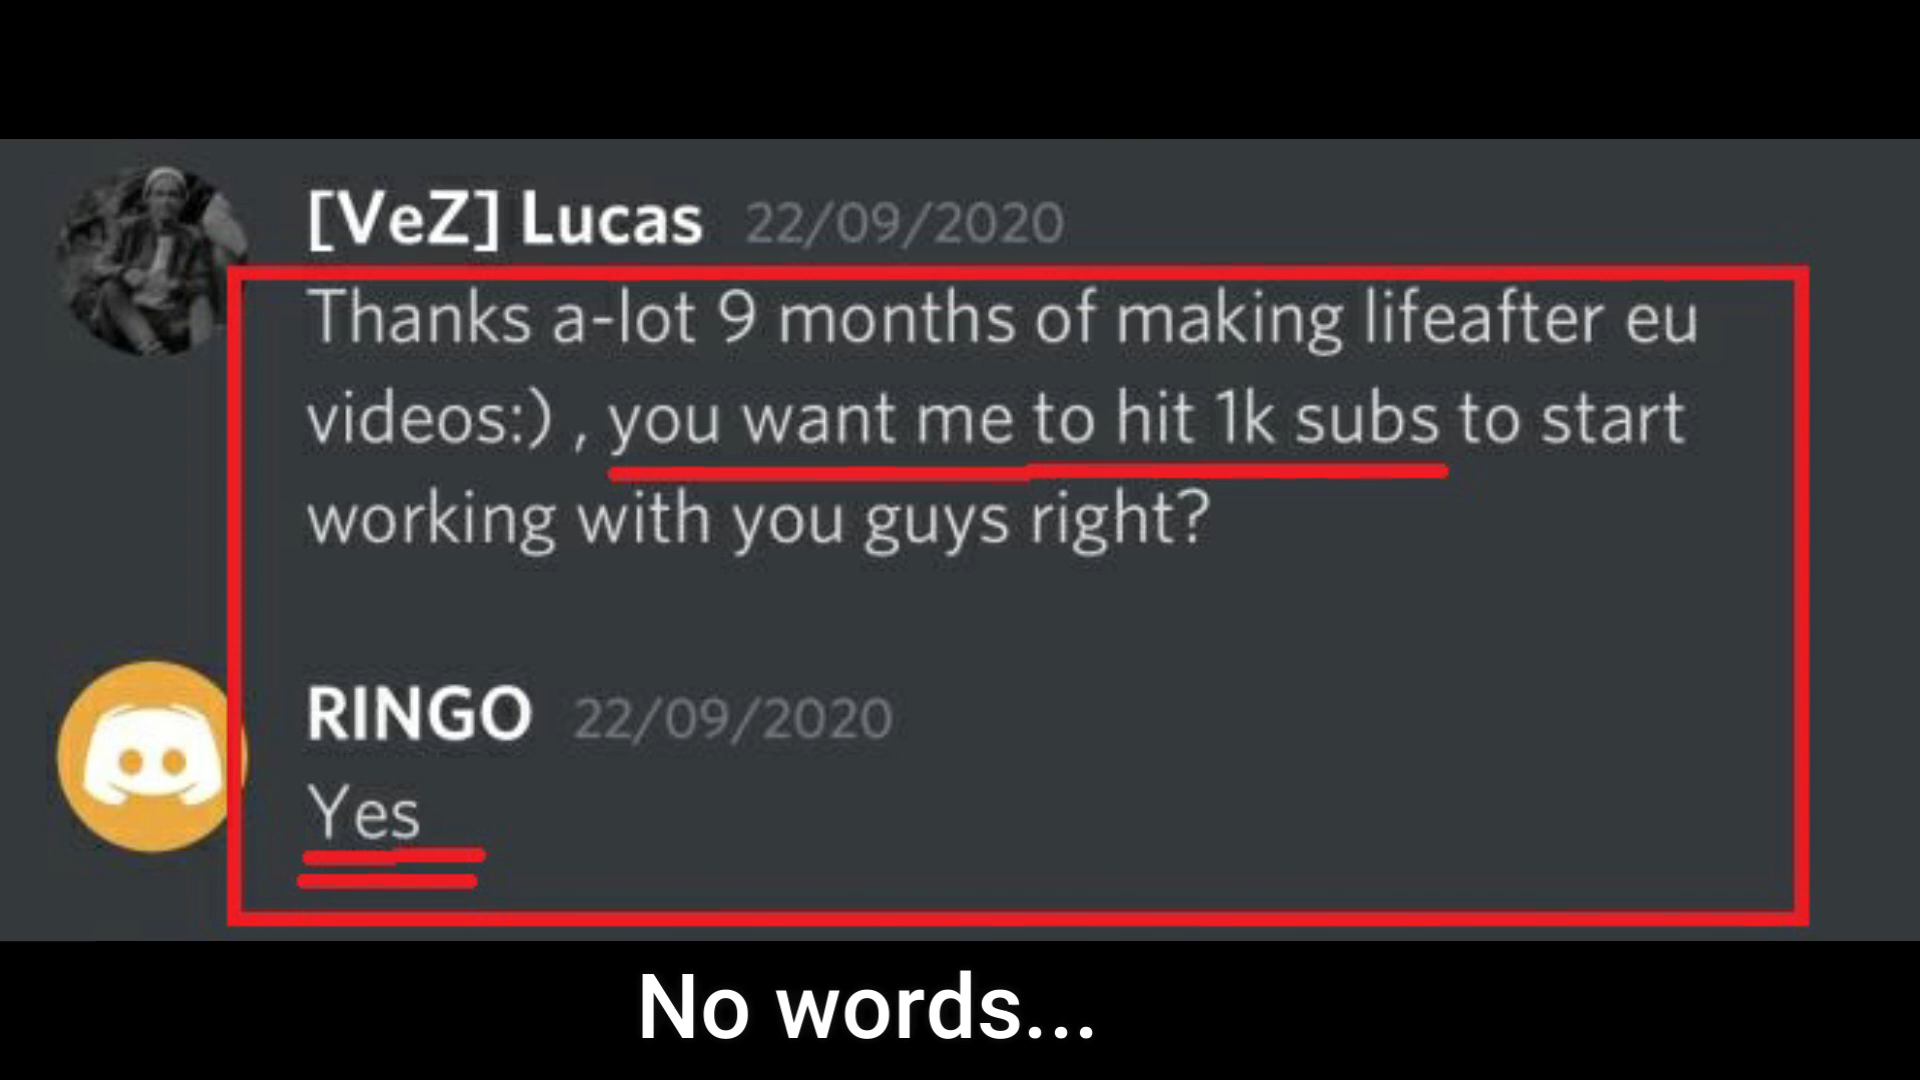 [VeZ] Lucas 22/09/2020
Thanks a-lot 9 months of making lifeafter eu
videos:) , you want me to hit 1k subs to start
working with you guys right?
RINGO 22/09/2020
Yes
No words...